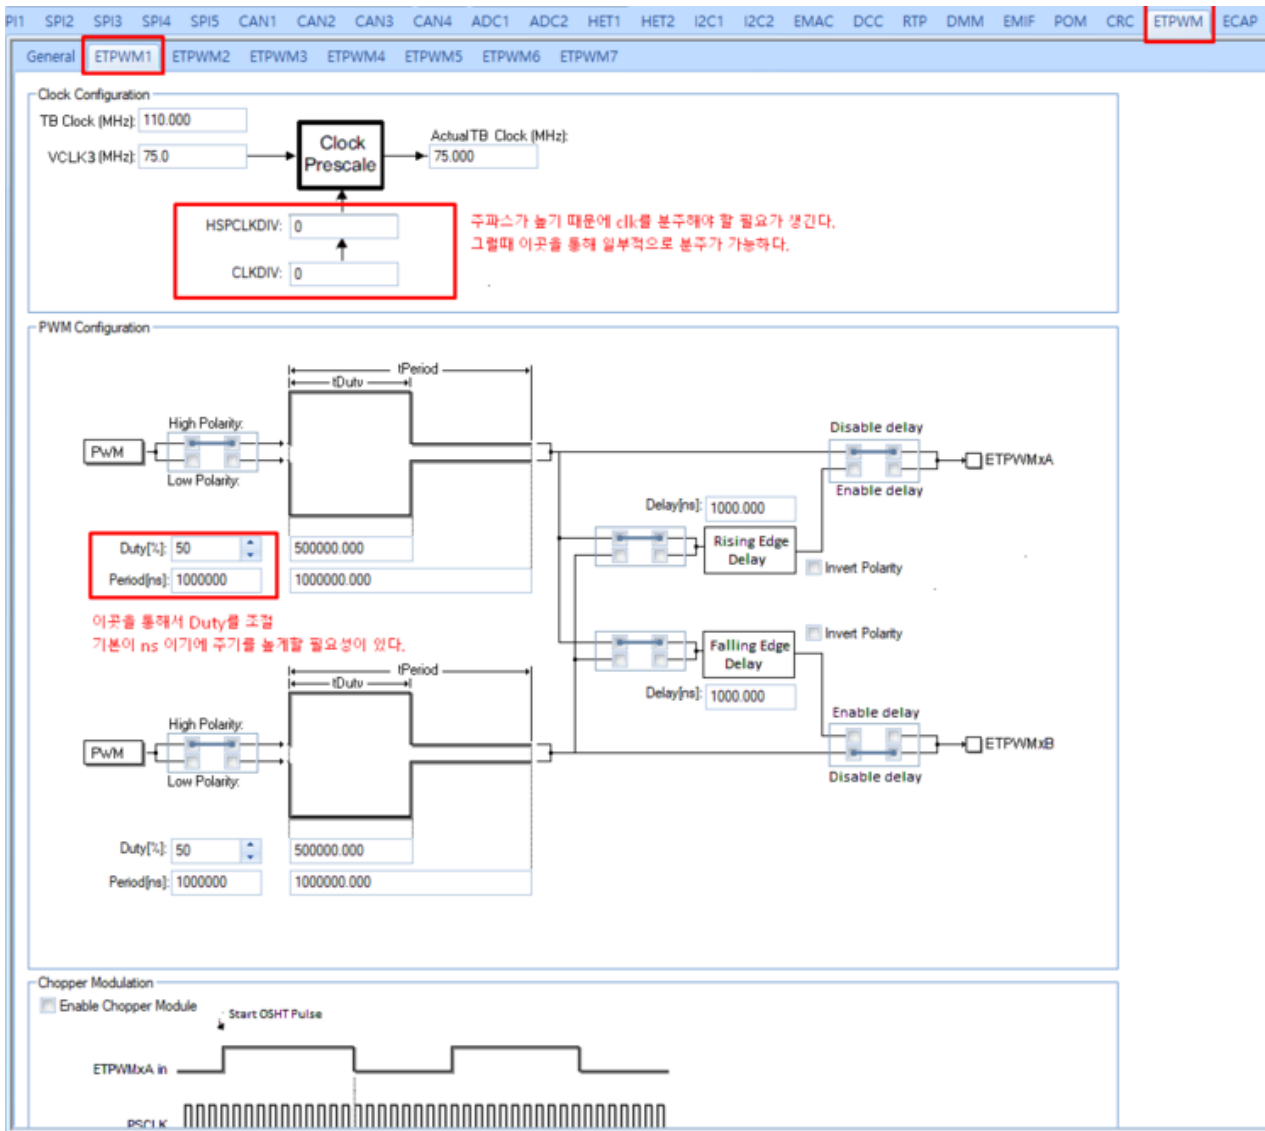 PI1 SPI2 SPI3 SPI4 SPI5 CAN1 CAN2 CAN3 CAN4 ADC1 ADC2 HET1 HET2 I2C1 I2C2 EMAC DCC RTP DMM EMIF POM CRC ETPWM ECAP
General ETPWM1 ETPWM2 ETPWM3 ETPWM4 ETPWM5 ETPWM6 ETPWM7
Clock Configuration
TB Clock (MHz): 110.000
VCLK3 (MHz): 75.0
Clock Prescale
Actual TB Clock (MHz):
75.000
HSPCLKDIV: 0
CLKDIV: 0
주파스가 높기 때문에 clk를 분주해야 할 필요가 생긴다.
그럴때 이곳을 통해 일부적으로 분주가 가능하다.
PWM Configuration
tPeriod
tDuty
High Polarity:
PWM
Low Polarity:
Duty[%]: 50
500000.000
Period[ns]: 1000000
1000000.000
이곳을 통해서 Duty를 조절
기본이 ns 이기에 주기를 높게할 필요성이 있다.
Disable delay
ETPWMxA
Enable delay
Delay[ns]: 1000.000
Rising Edge Delay
Invert Polarity
Invert Polarity
Falling Edge Delay
Delay[ns]: 1000.000
Enable delay
ETPWMxB
Disable delay
tPeriod
tDuty
High Polarity:
PWM
Low Polarity:
Duty[%]: 50
500000.000
Period[ns]: 1000000
1000000.000
Chopper Modulation
Enable Chopper Module
Start OSHT Pulse
ETPWMxA in
PSCLK